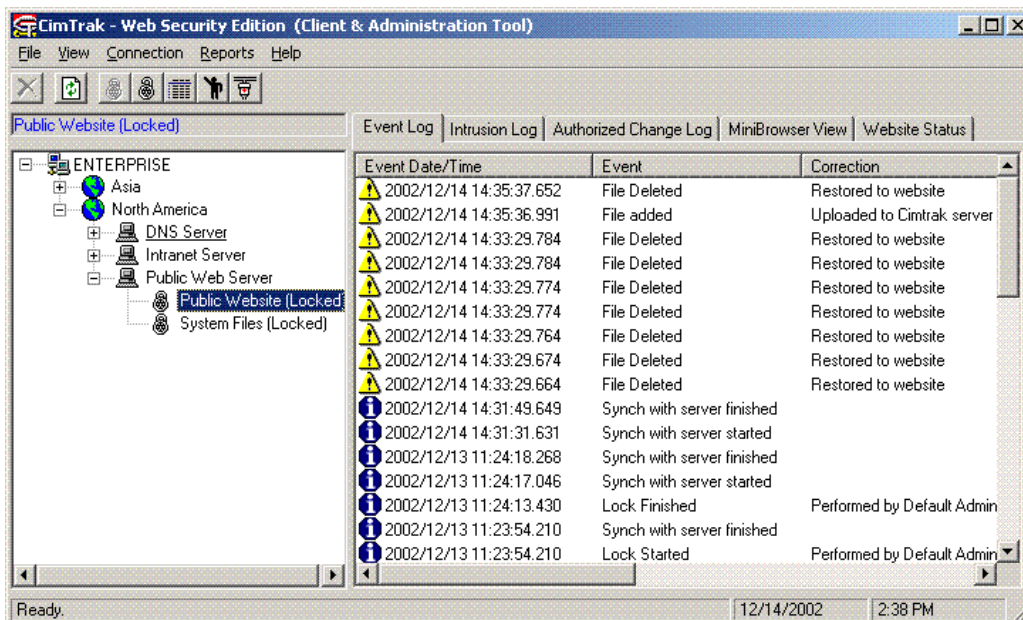 CimTrak - Web Security Edition (Client & Administration Tool)
File View Connection Reports Help
Public Website (Locked)
Event Log Intrusion Log Authorized Change Log MiniBrowser View Website Status
ENTERPRISE
Asia
North America
DNS Server
Intranet Server
Public Web Server
Public Website (Locked
System Files (Locked)
Event Date/Time Event Correction
2002/12/14 14:35:37.652 File Deleted Restored to website
2002/12/14 14:35:36.991 File added Uploaded to Cimtrak server
2002/12/14 14:33:29.784 File Deleted Restored to website
2002/12/14 14:33:29.784 File Deleted Restored to website
2002/12/14 14:33:29.774 File Deleted Restored to website
2002/12/14 14:33:29.774 File Deleted Restored to website
2002/12/14 14:33:29.764 File Deleted Restored to website
2002/12/14 14:33:29.674 File Deleted Restored to website
2002/12/14 14:33:29.664 File Deleted Restored to website
2002/12/14 14:31:49.649 Synch with server finished
2002/12/14 14:31:31.631 Synch with server started
2002/12/13 11:24:18.268 Synch with server finished
2002/12/13 11:24:17.046 Synch with server started
2002/12/13 11:24:13.430 Lock Finished Performed by Default Admin
2002/12/13 11:23:54.210 Synch with server finished
2002/12/13 11:23:54.210 Lock Started Performed by Default Admin
Ready. 12/14/2002 2:38 PM